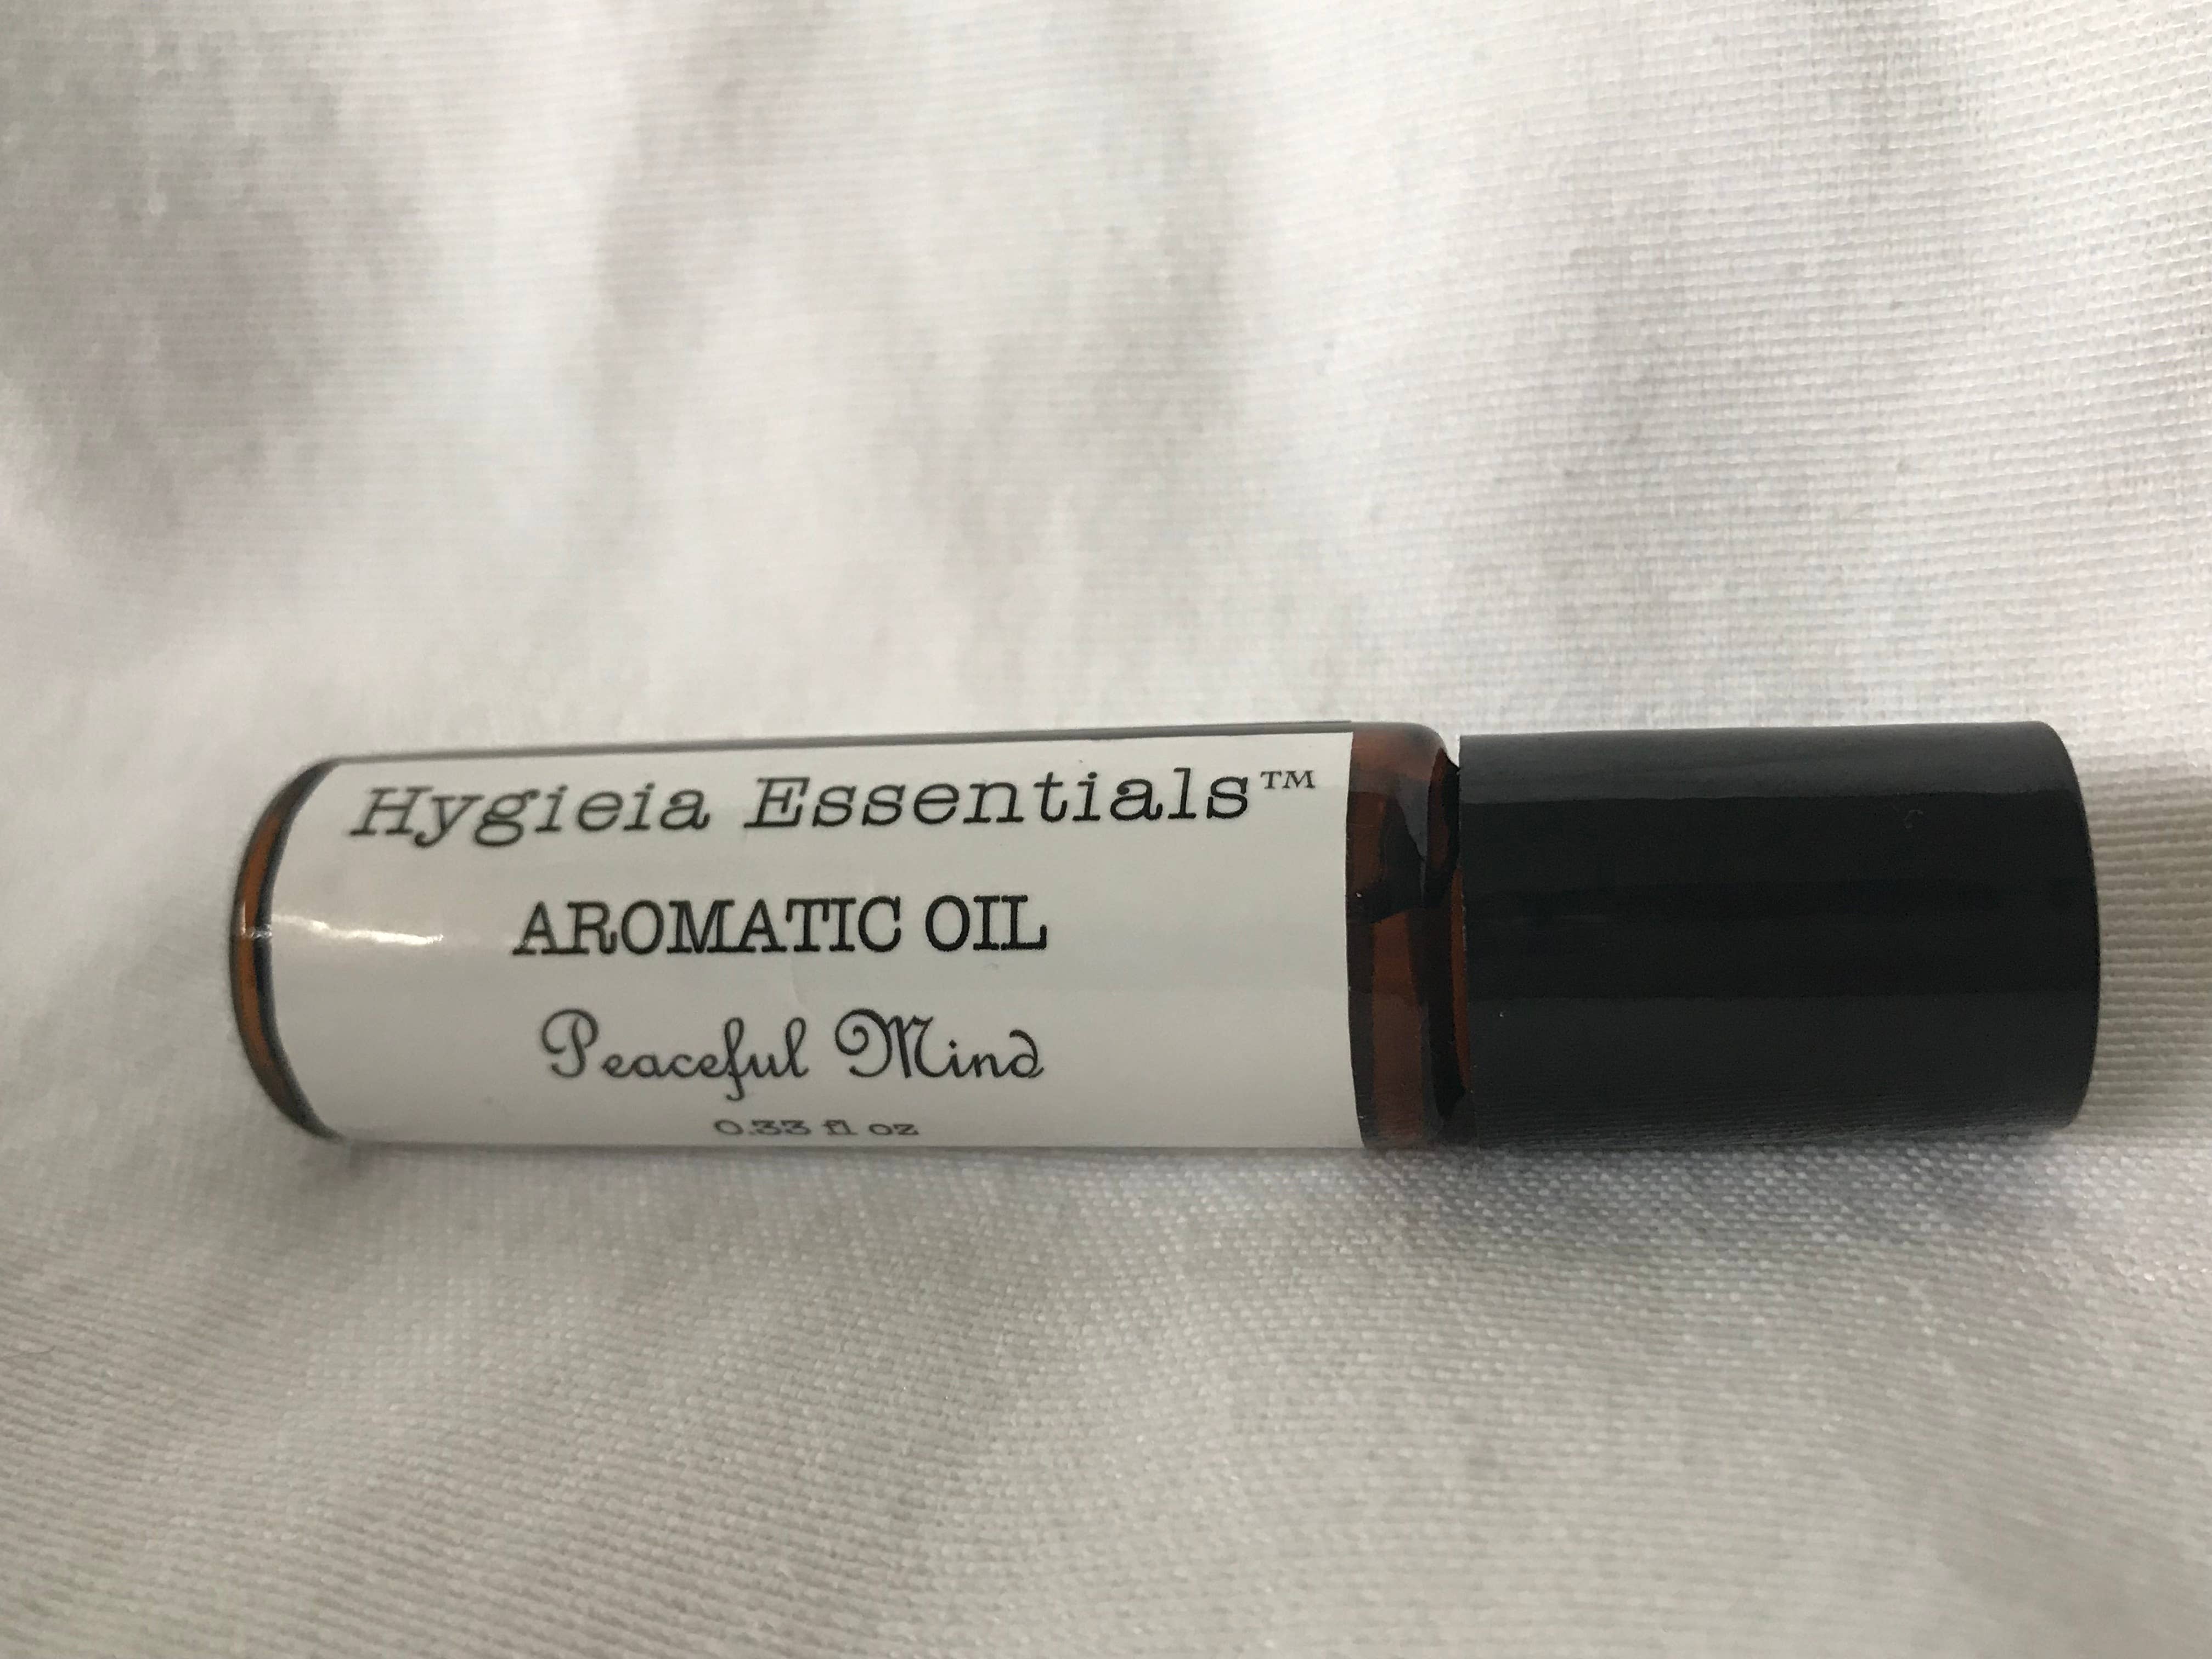 Hygieia Essentials™
AROMATIC OIL
Peaceful Mind
0.33 fl oz